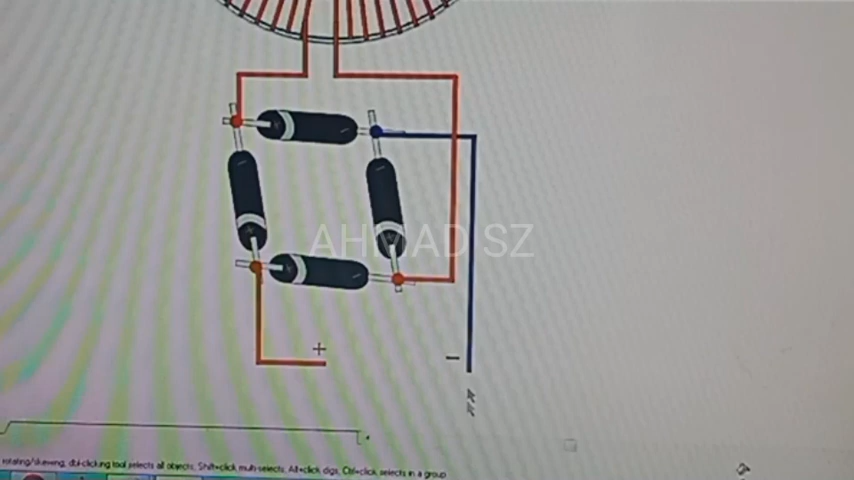 AHMAD SZ
+
−
rotating/skewing; dbl-clicking tool selects all objects; Shift+click multi-selects; Alt+click digs; Ctrl+click selects in a group